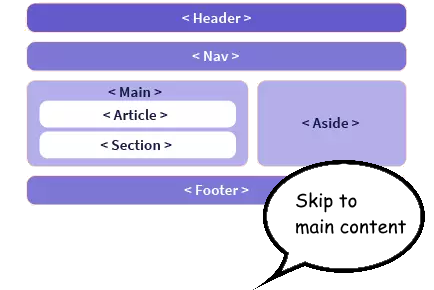 < Header >
< Nav >
< Main >
< Article >
< Section >
< Aside >
< Footer >
Skip to
main content